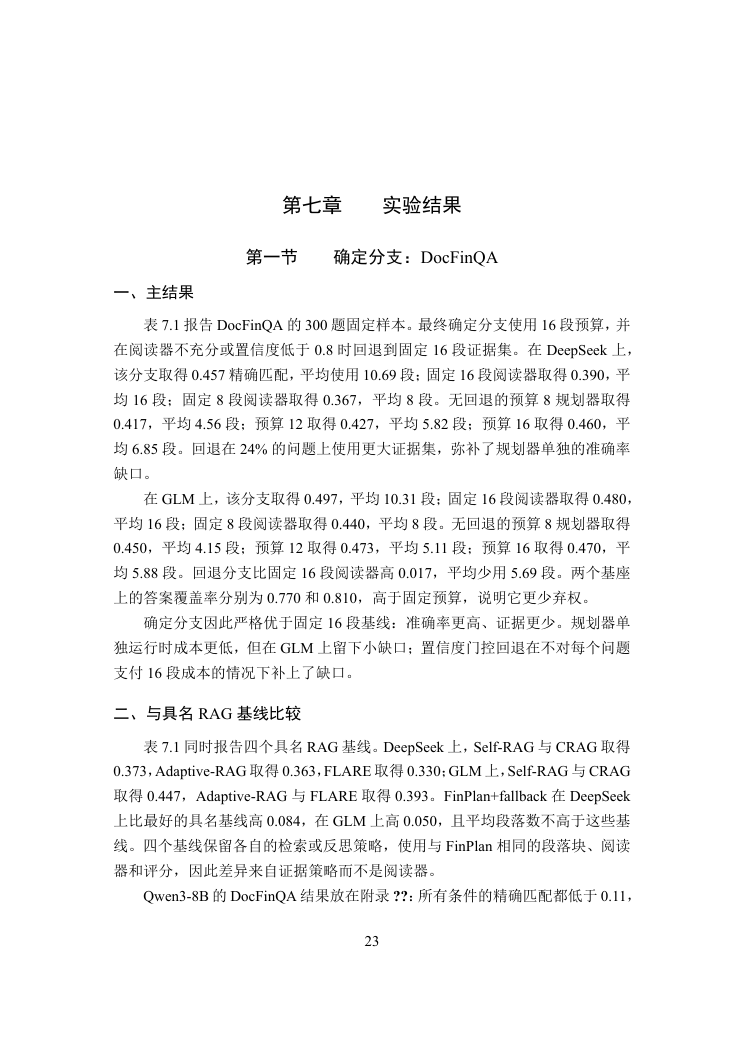 第七章 实验结果
第一节 确定分支：DocFinQA
一、主结果
表 7.1 报告 DocFinQA 的 300 题固定样本。最终确定分支使用 16 段预算，并
在阅读器不充分或置信度低于 0.8 时回退到固定 16 段证据集。在 DeepSeek 上，
该分支取得 0.457 精确匹配，平均使用 10.69 段；固定 16 段阅读器取得 0.390，平
均 16 段；固定 8 段阅读器取得 0.367，平均 8 段。无回退的预算 8 规划器取得
0.417，平均 4.56 段；预算 12 取得 0.427，平均 5.82 段；预算 16 取得 0.460，平
均 6.85 段。回退在 24% 的问题上使用更大证据集，弥补了规划器单独的准确率
缺口。
在 GLM 上，该分支取得 0.497，平均 10.31 段；固定 16 段阅读器取得 0.480，
平均 16 段；固定 8 段阅读器取得 0.440，平均 8 段。无回退的预算 8 规划器取得
0.450，平均 4.15 段；预算 12 取得 0.473，平均 5.11 段；预算 16 取得 0.470，平
均 5.88 段。回退分支比固定 16 段阅读器高 0.017，平均少用 5.69 段。两个基座
上的答案覆盖率分别为 0.770 和 0.810，高于固定预算，说明它更少弃权。
确定分支因此严格优于固定 16 段基线：准确率更高、证据更少。规划器单
独运行时成本更低，但在 GLM 上留下小缺口；置信度门控回退在不对每个问题
支付 16 段成本的情况下补上了缺口。
二、与具名 RAG 基线比较
表 7.1 同时报告四个具名 RAG 基线。DeepSeek 上，Self-RAG 与 CRAG 取得
0.373，Adaptive-RAG 取得 0.363，FLARE 取得 0.330；GLM 上，Self-RAG 与 CRAG
取得 0.447，Adaptive-RAG 与 FLARE 取得 0.393。FinPlan+fallback 在 DeepSeek
上比最好的具名基线高 0.084，在 GLM 上高 0.050，且平均段落数不高于这些基
线。四个基线保留各自的检索或反思策略，使用与 FinPlan 相同的段落块、阅读
器和评分，因此差异来自证据策略而不是阅读器。
Qwen3-8B 的 DocFinQA 结果放在附录 ??：所有条件的精确匹配都低于 0.11，
23